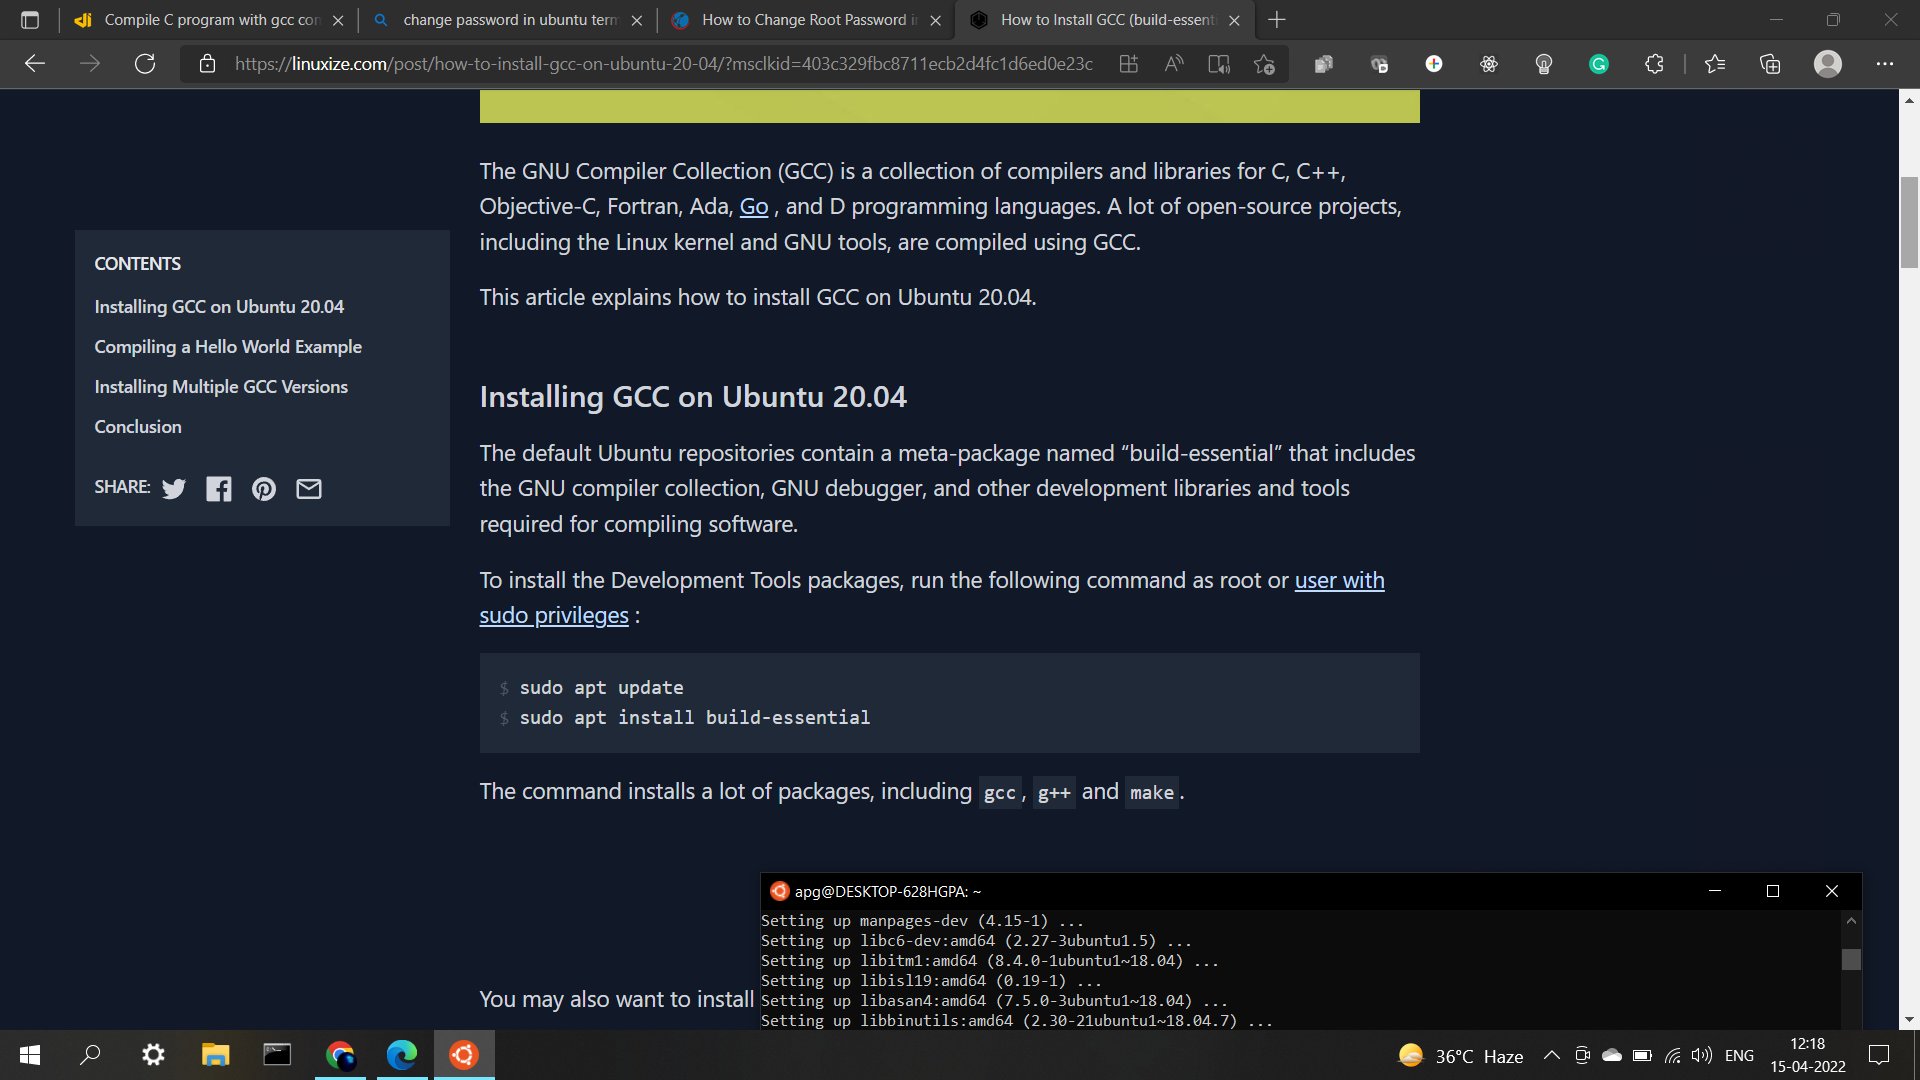 Compile C program with gcc con
change password in ubuntu term
How to Change Root Password i
How to Install GCC (build-essent
https://linuxize.com/post/how-to-install-gcc-on-ubuntu-20-04/?msclkid=403c329fbc8711ecb2d4fc1d6ed0e23c
The GNU Compiler Collection (GCC) is a collection of compilers and libraries for C, C++,
Objective-C, Fortran, Ada, Go , and D programming languages. A lot of open-source projects,
including the Linux kernel and GNU tools, are compiled using GCC.
This article explains how to install GCC on Ubuntu 20.04.
CONTENTS
Installing GCC on Ubuntu 20.04
Compiling a Hello World Example
Installing Multiple GCC Versions
Conclusion
SHARE:
Installing GCC on Ubuntu 20.04
The default Ubuntu repositories contain a meta-package named “build-essential” that includes
the GNU compiler collection, GNU debugger, and other development libraries and tools
required for compiling software.
To install the Development Tools packages, run the following command as root or user with
sudo privileges :
$ sudo apt update
$ sudo apt install build-essential
The command installs a lot of packages, including gcc, g++ and make.
You may also want to install
apg@DESKTOP-628HGPA: ~
Setting up manpages-dev (4.15-1) ...
Setting up libc6-dev:amd64 (2.27-3ubuntu1.5) ...
Setting up libitm1:amd64 (8.4.0-1ubuntu1~18.04) ...
Setting up libisl19:amd64 (0.19-1) ...
Setting up libasan4:amd64 (7.5.0-3ubuntu1~18.04) ...
Setting up libbinutils:amd64 (2.30-21ubuntu1~18.04.7) ...
36°C Haze
ENG
12:18
15-04-2022